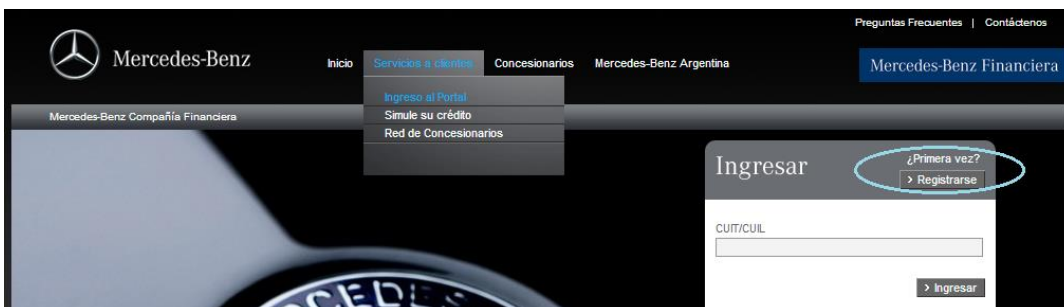 Preguntas Frecuentes | Contáctenos
Mercedes-Benz
Inicio Servicios a clientes Concesionarios Mercedes-Benz Argentina
Mercedes-Benz Financiera
Ingreso al Portal
Simule su crédito
Red de Concesionarios
Mercedes-Benz Compañía Financiera
Ingresar
¿Primera vez?
> Registrarse
CUIT/CUIL
> Ingresar